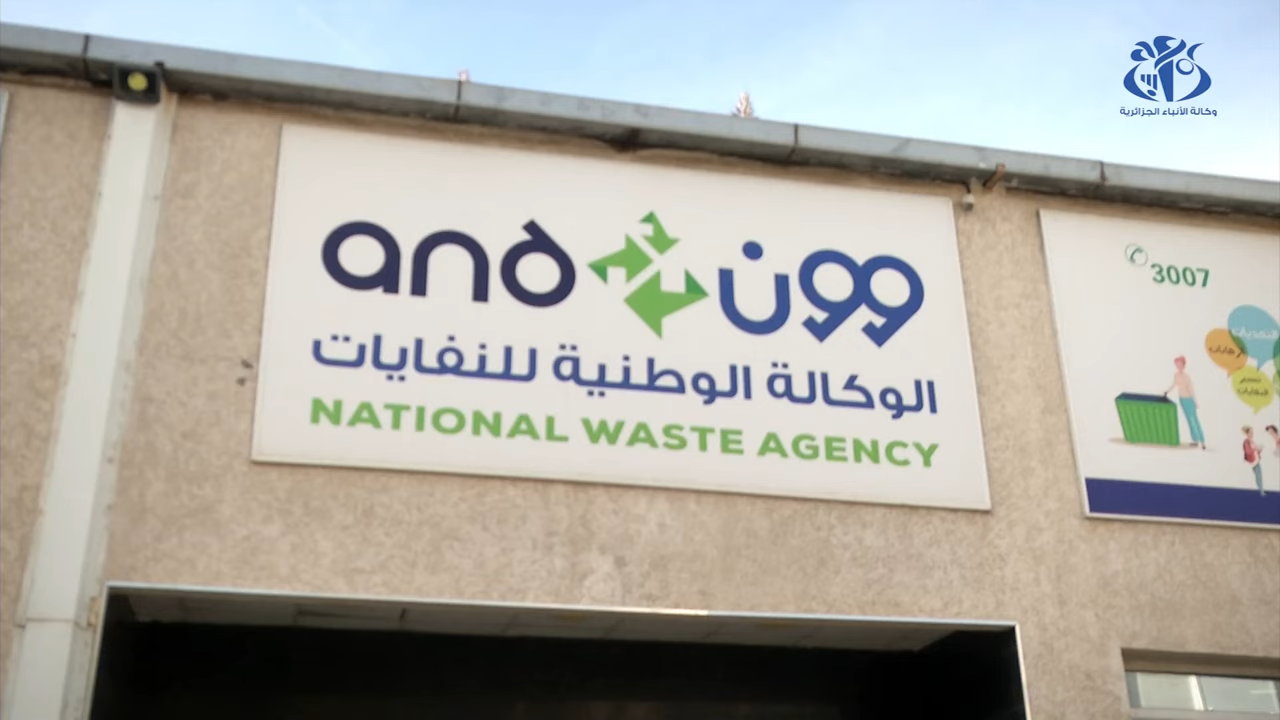 وكالة الأنباء الجزائرية
and وون
الوكالة الوطنية للنفايات
NATIONAL WASTE AGENCY
3007